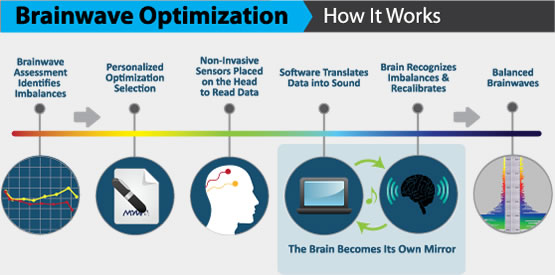 Brainwave Optimization
How It Works
Brainwave
Assessment
Identifies
Imbalances
Personalized
Optimization
Selection
Non-Invasive
Sensors Placed
on the Head
to Read Data
Software Translates
Data into Sound
Brain Recognizes
Imbalances &
Recalibrates
Balanced
Brainwaves
The Brain Becomes Its Own Mirror